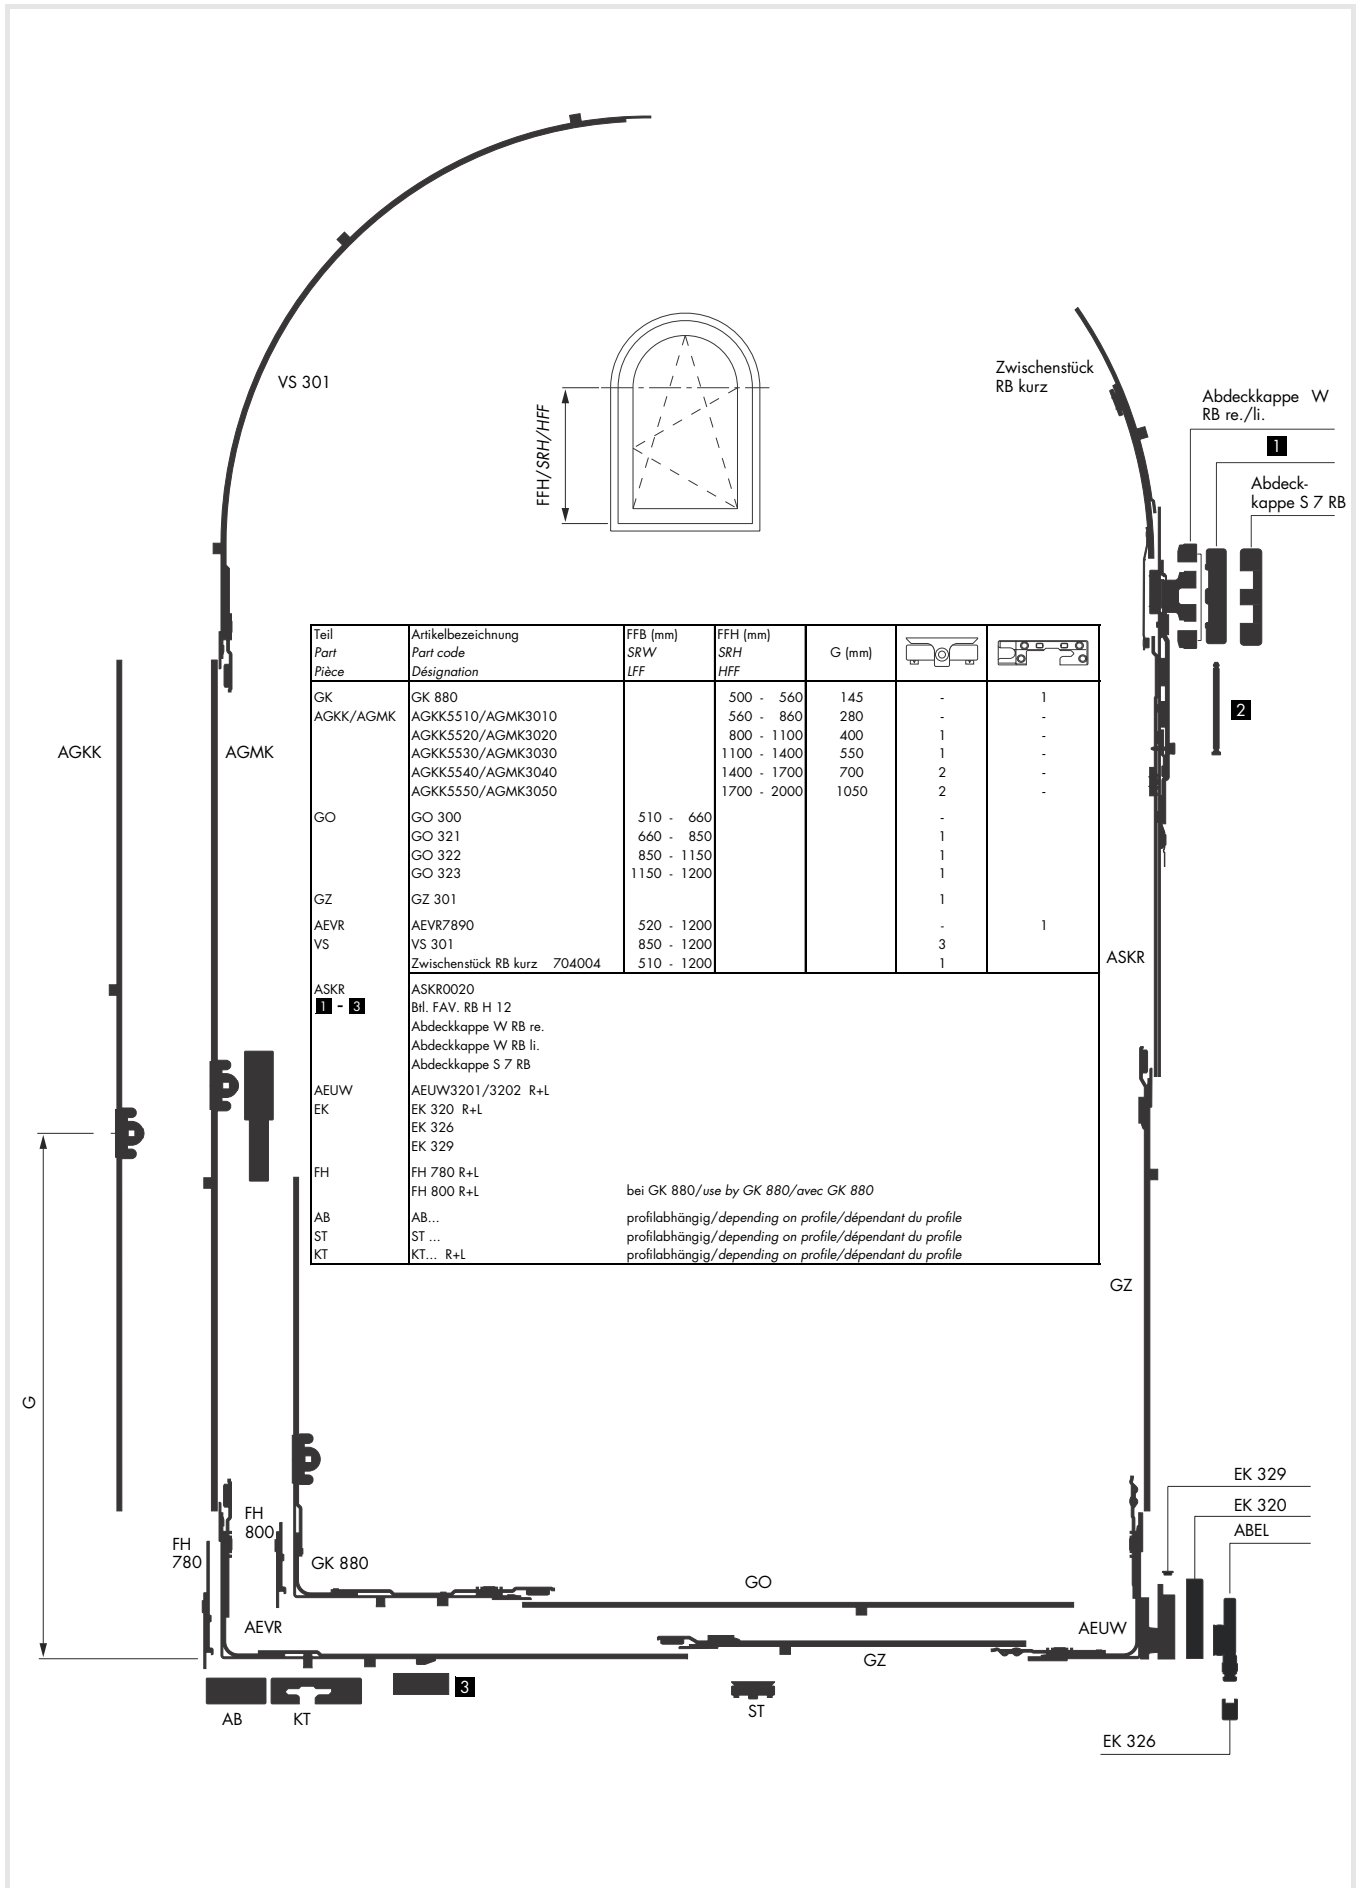 VS 301
FFH/SRH/HFF
Zwischenstück
RB kurz
Abdeckkappe W
RB re./li.
1
Abdeck-
kappe S 7 RB
2
AGKK
AGMK
Teil Artikelbezeichnung FFB (mm) FFH (mm)
Part Part code SRW SRH G (mm)
Pièce Désignation LFF HFF
GK GK 880 500 - 560 145 - 1
AGKK/AGMK AGKK5510/AGMK3010 560 - 860 280 - -
AGKK5520/AGMK3020 800 - 1100 400 1 -
AGKK5530/AGMK3030 1100 - 1400 550 1 -
AGKK5540/AGMK3040 1400 - 1700 700 2 -
AGKK5550/AGMK3050 1700 - 2000 1050 2 -
GO GO 300 510 - 660 -
GO 321 660 - 850 1
GO 322 850 - 1150 1
GO 323 1150 - 1200 1
GZ GZ 301 1
AEVR AEVR7890 520 - 1200 - 1
VS VS 301 850 - 1200 3
Zwischenstück RB kurz 704004 510 - 1200 1
ASKR ASKR0020
1 - 3 Btl. FAV. RB H 12
Abdeckkappe W RB re.
Abdeckkappe W RB li.
Abdeckkappe S 7 RB
AEUW AEUW3201/3202 R+L
EK EK 320 R+L
EK 326
EK 329
FH FH 780 R+L
FH 800 R+L bei GK 880/use by GK 880/avec GK 880
AB AB... profilabhängig/depending on profile/dépendant du profile
ST ST ... profilabhängig/depending on profile/dépendant du profile
KT KT... R+L profilabhängig/depending on profile/dépendant du profile
ASKR
GZ
G
EK 329
EK 320
ABEL
FH
800
FH
780
GK 880
GO
AEVR
AEUW
GZ
3
AB
KT
ST
EK 326